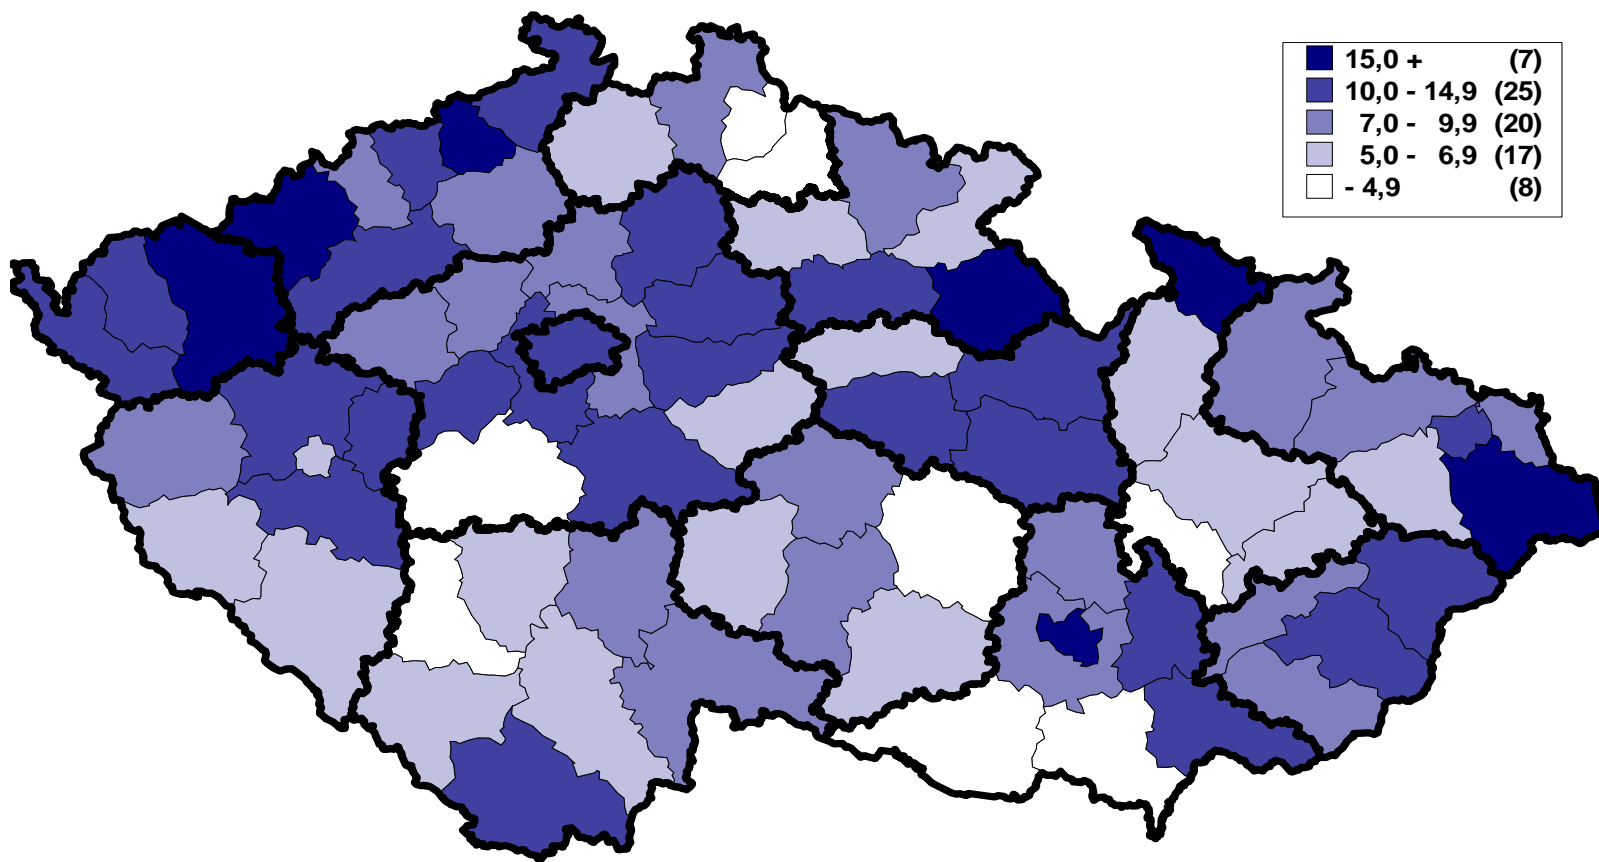 15,0 + (7)
10,0 - 14,9 (25)
7,0 - 9,9 (20)
5,0 - 6,9 (17)
- 4,9 (8)